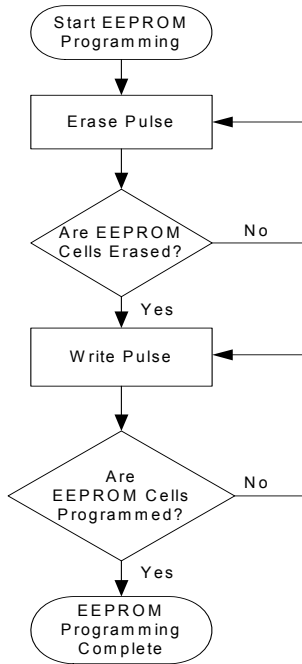 Start EEPROM
Programming
Erase Pulse
Are EEPROM
Cells Erased?
No
Yes
Write Pulse
Are
EEPROM Cells
Programmed?
No
Yes
EEPROM
Programming
Complete